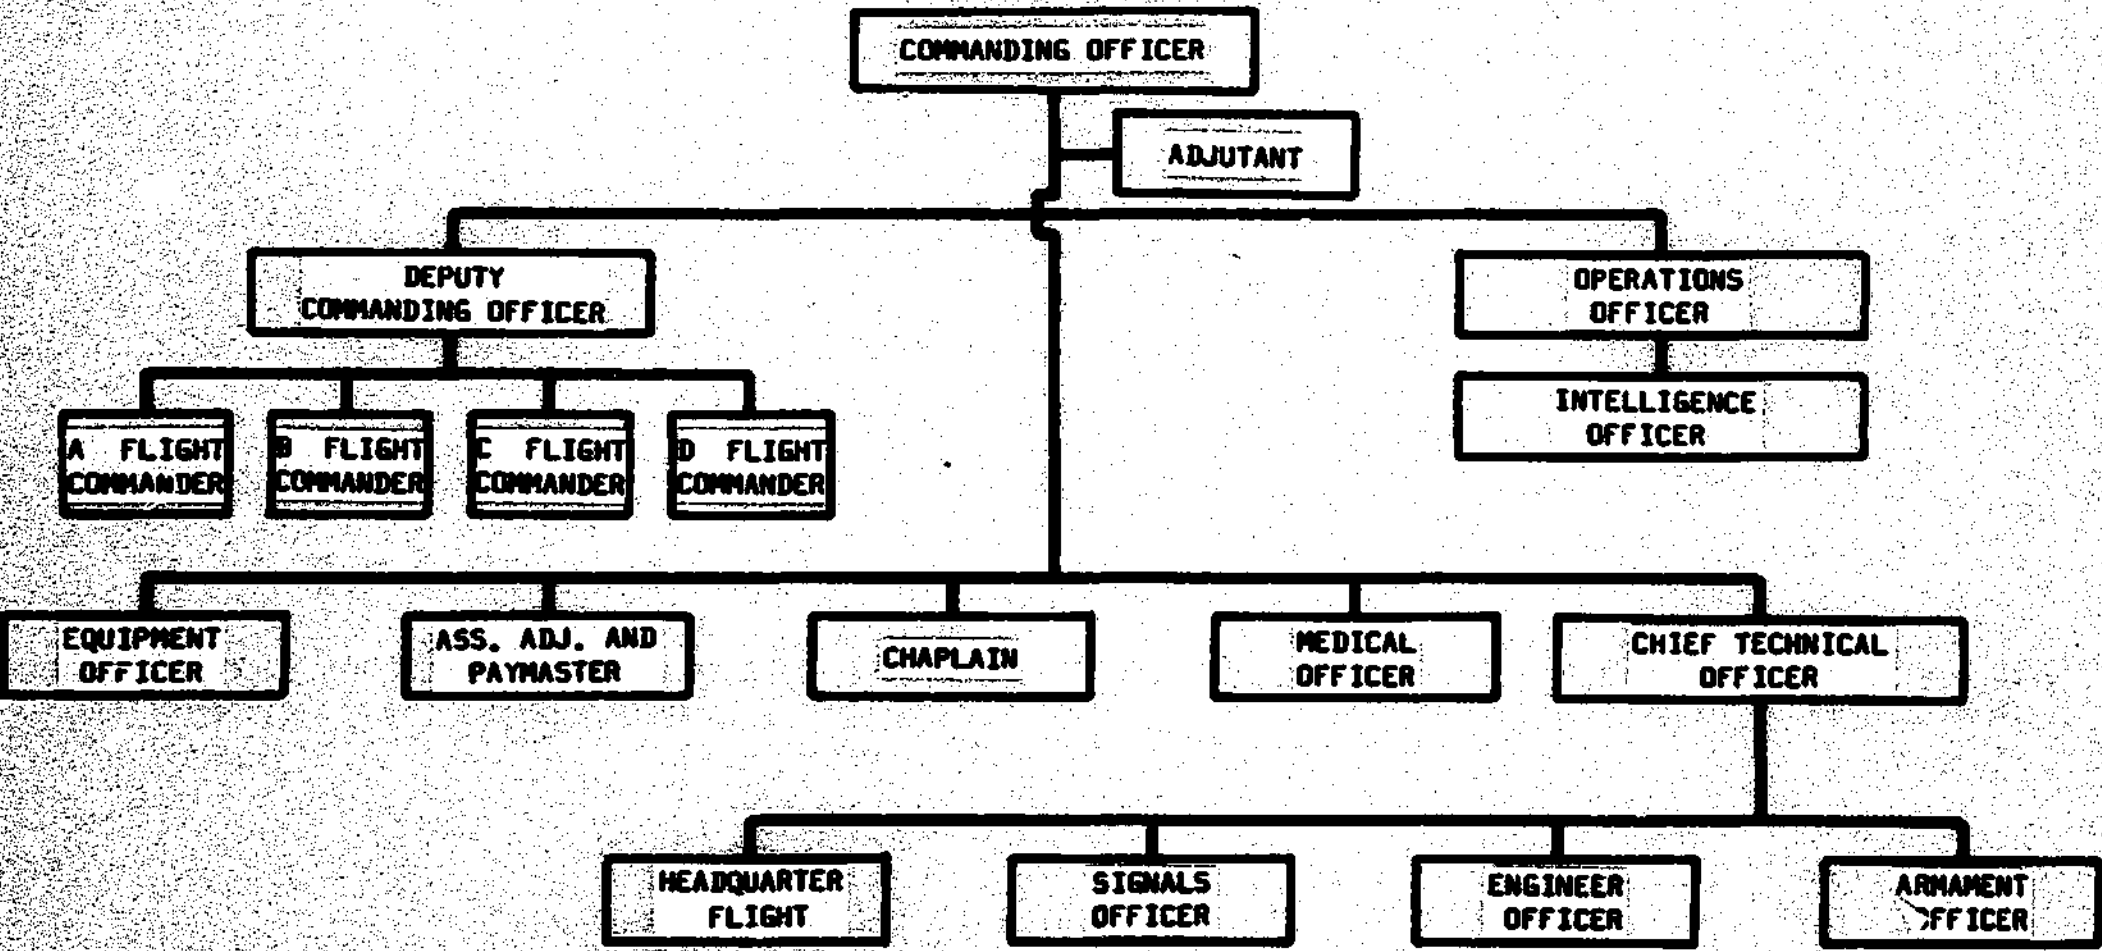 COMMANDING OFFICER
ADJUTANT
DEPUTY
COMMANDING OFFICER
OPERATIONS
OFFICER
INTELLIGENCE
OFFICER
A FLIGHT
COMMANDER
B FLIGHT
COMMANDER
C FLIGHT
COMMANDER
D FLIGHT
COMMANDER
EQUIPMENT
OFFICER
ASS. ADJ. AND
PAYMASTER
CHAPLAIN
MEDICAL
OFFICER
CHIEF TECHNICAL
OFFICER
HEADQUARTER
FLIGHT
SIGNALS
OFFICER
ENGINEER
OFFICER
ARMAMENT
OFFICER